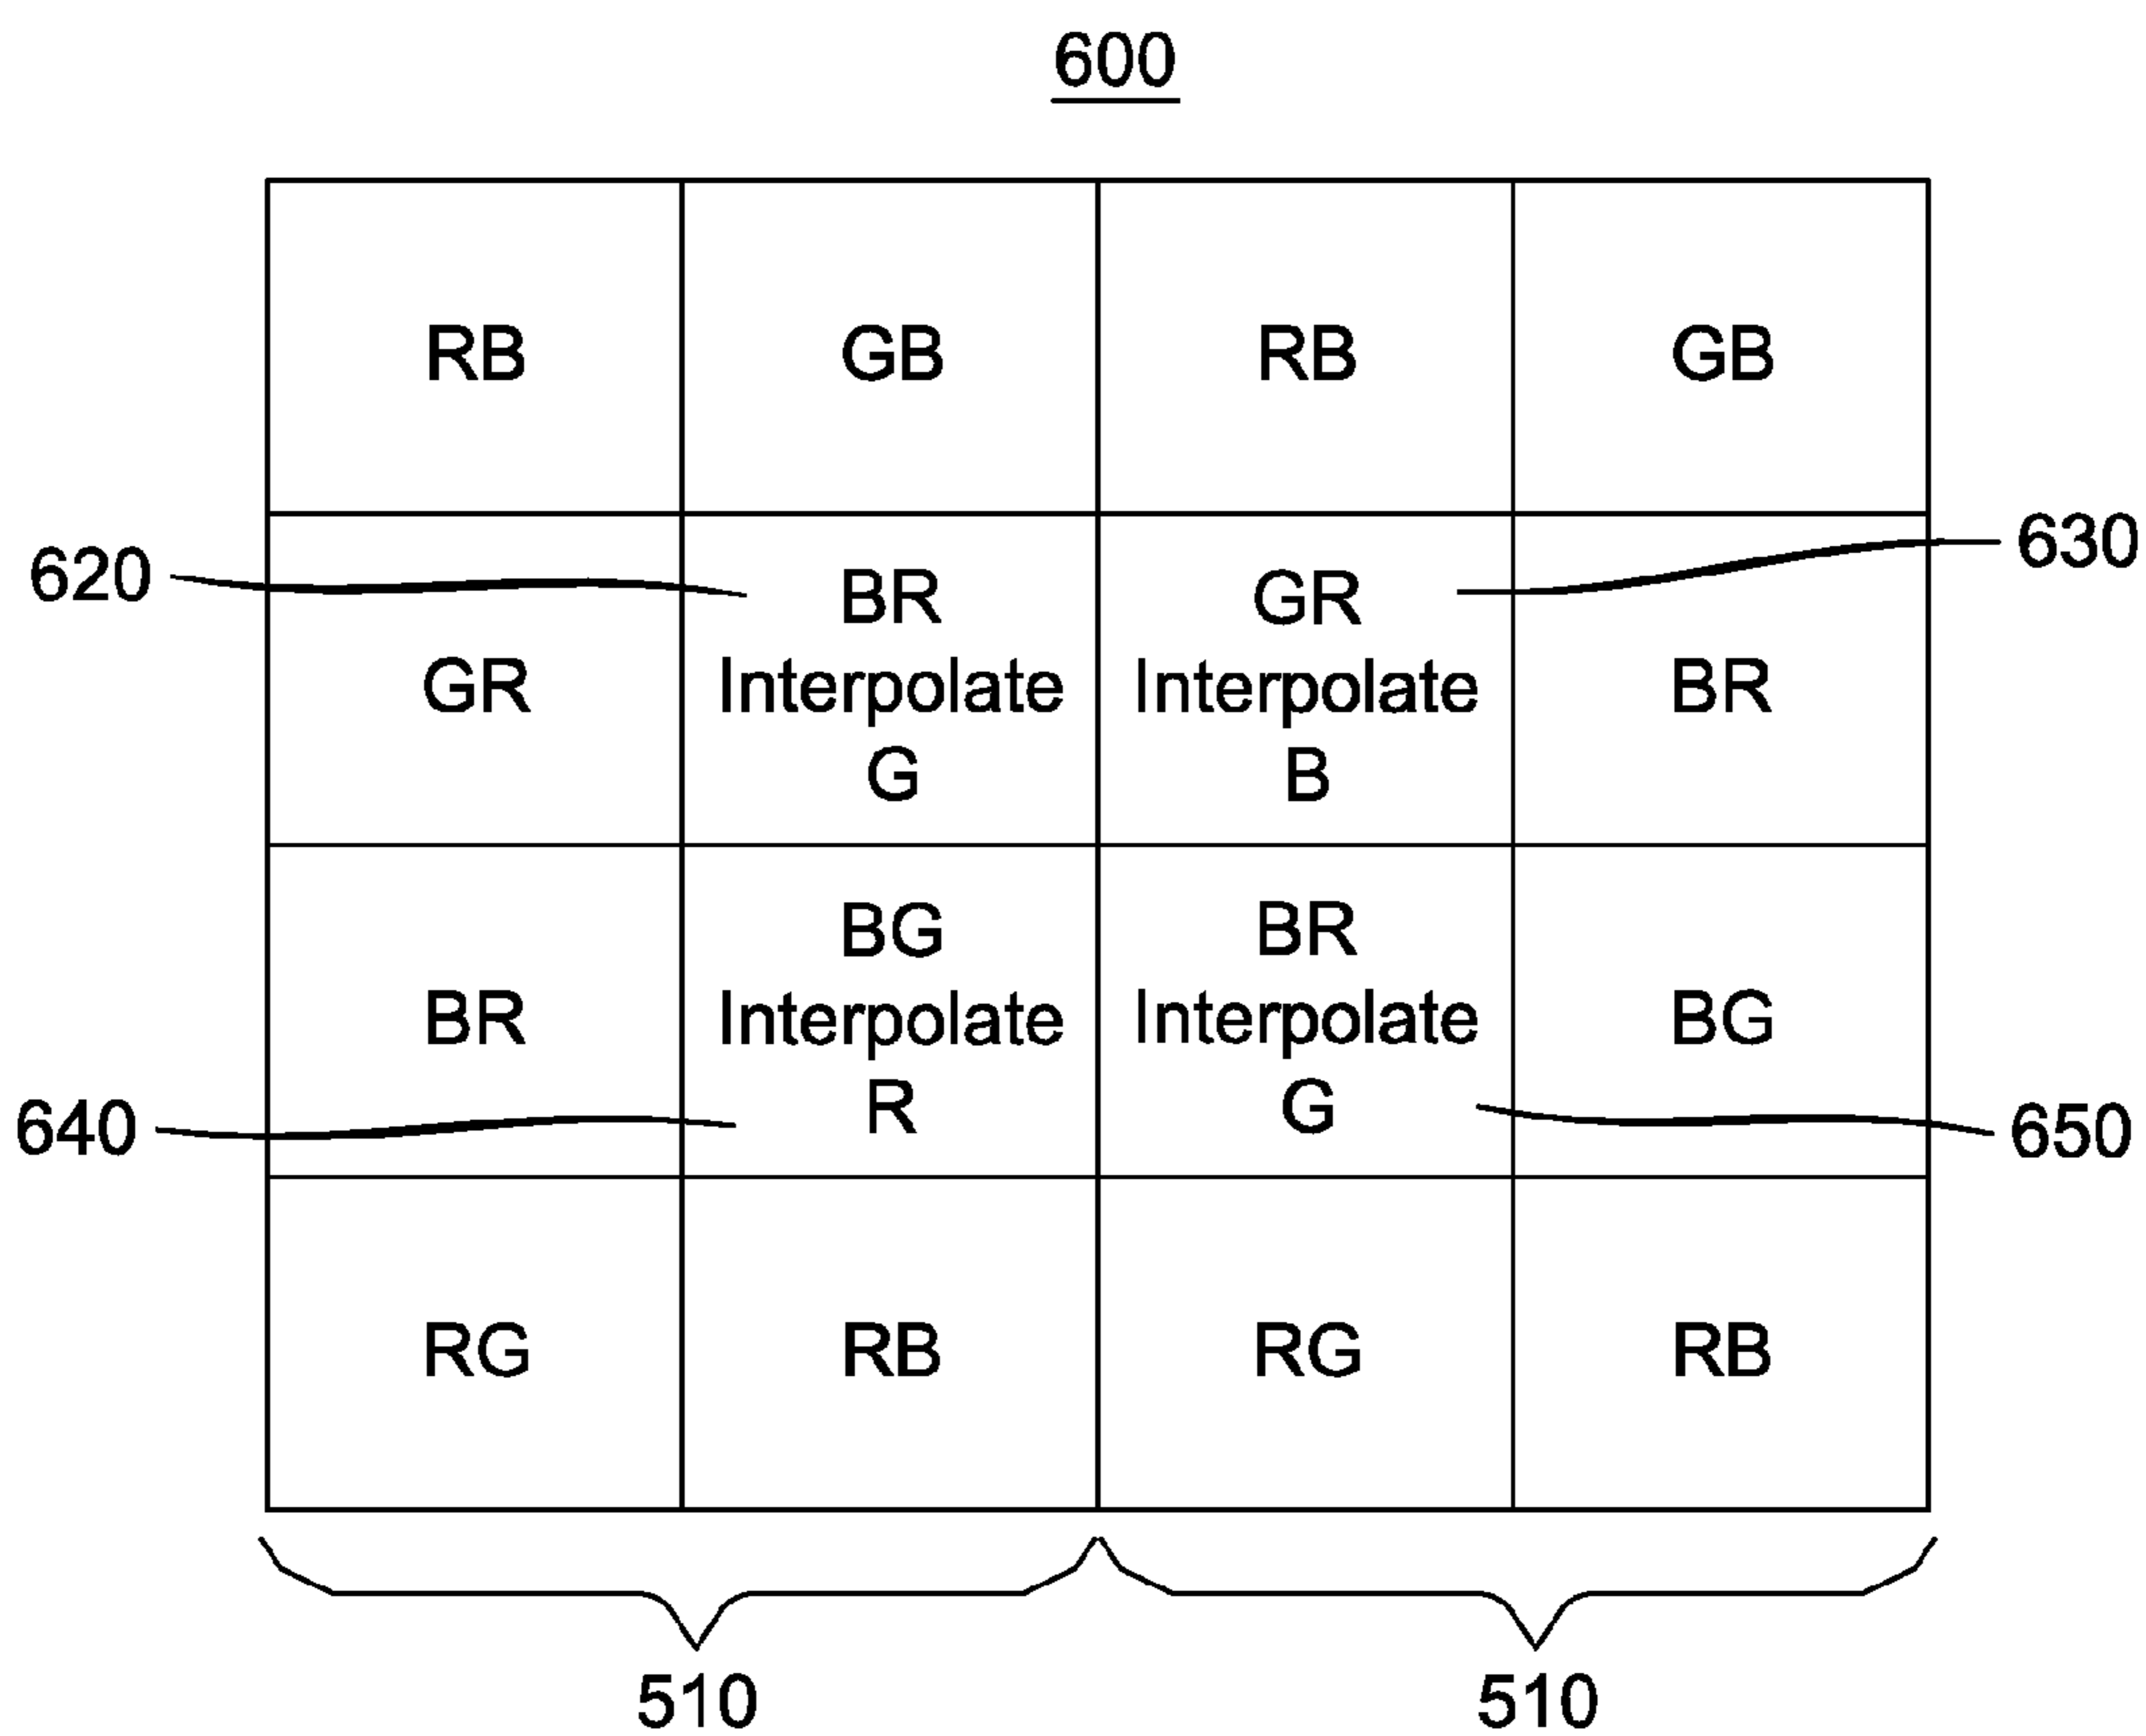 600
RB
GB
RB
GB
620
630
GR
BR
Interpolate
G
GR
Interpolate
B
BR
640
650
BR
BG
Interpolate
R
BR
Interpolate
G
BG
RG
RB
RG
RB
510
510